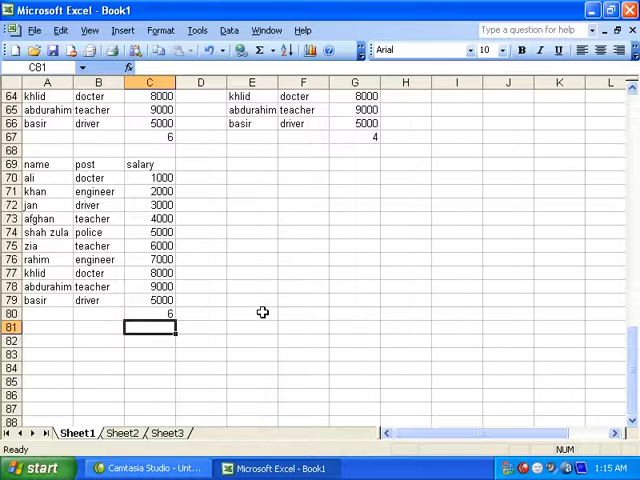 Microsoft Excel - Book1
File Edit View Insert Format Tools Data Window Help
Type a question for help
Arial 10 B I U
C81 fx
A B C D E F G H I J K L
64 khlid docter 8000 khlid docter 8000
65 abdurahim teacher 9000 abdurahim teacher 9000
66 basir driver 5000 basir driver 5000
67 6 4
68
69 name post salary
70 ali docter 1000
71 khan engineer 2000
72 jan driver 3000
73 afghan teacher 4000
74 shah zula police 5000
75 zia teacher 6000
76 rahim engineer 7000
77 khlid docter 8000
78 abdurahim teacher 9000
79 basir driver 5000
80 6
81
82
83
84
85
86
87
88
Sheet1 Sheet2 Sheet3
Ready NUM
start Camtasia Studio - Unt... Microsoft Excel - Book1 1:15 AM